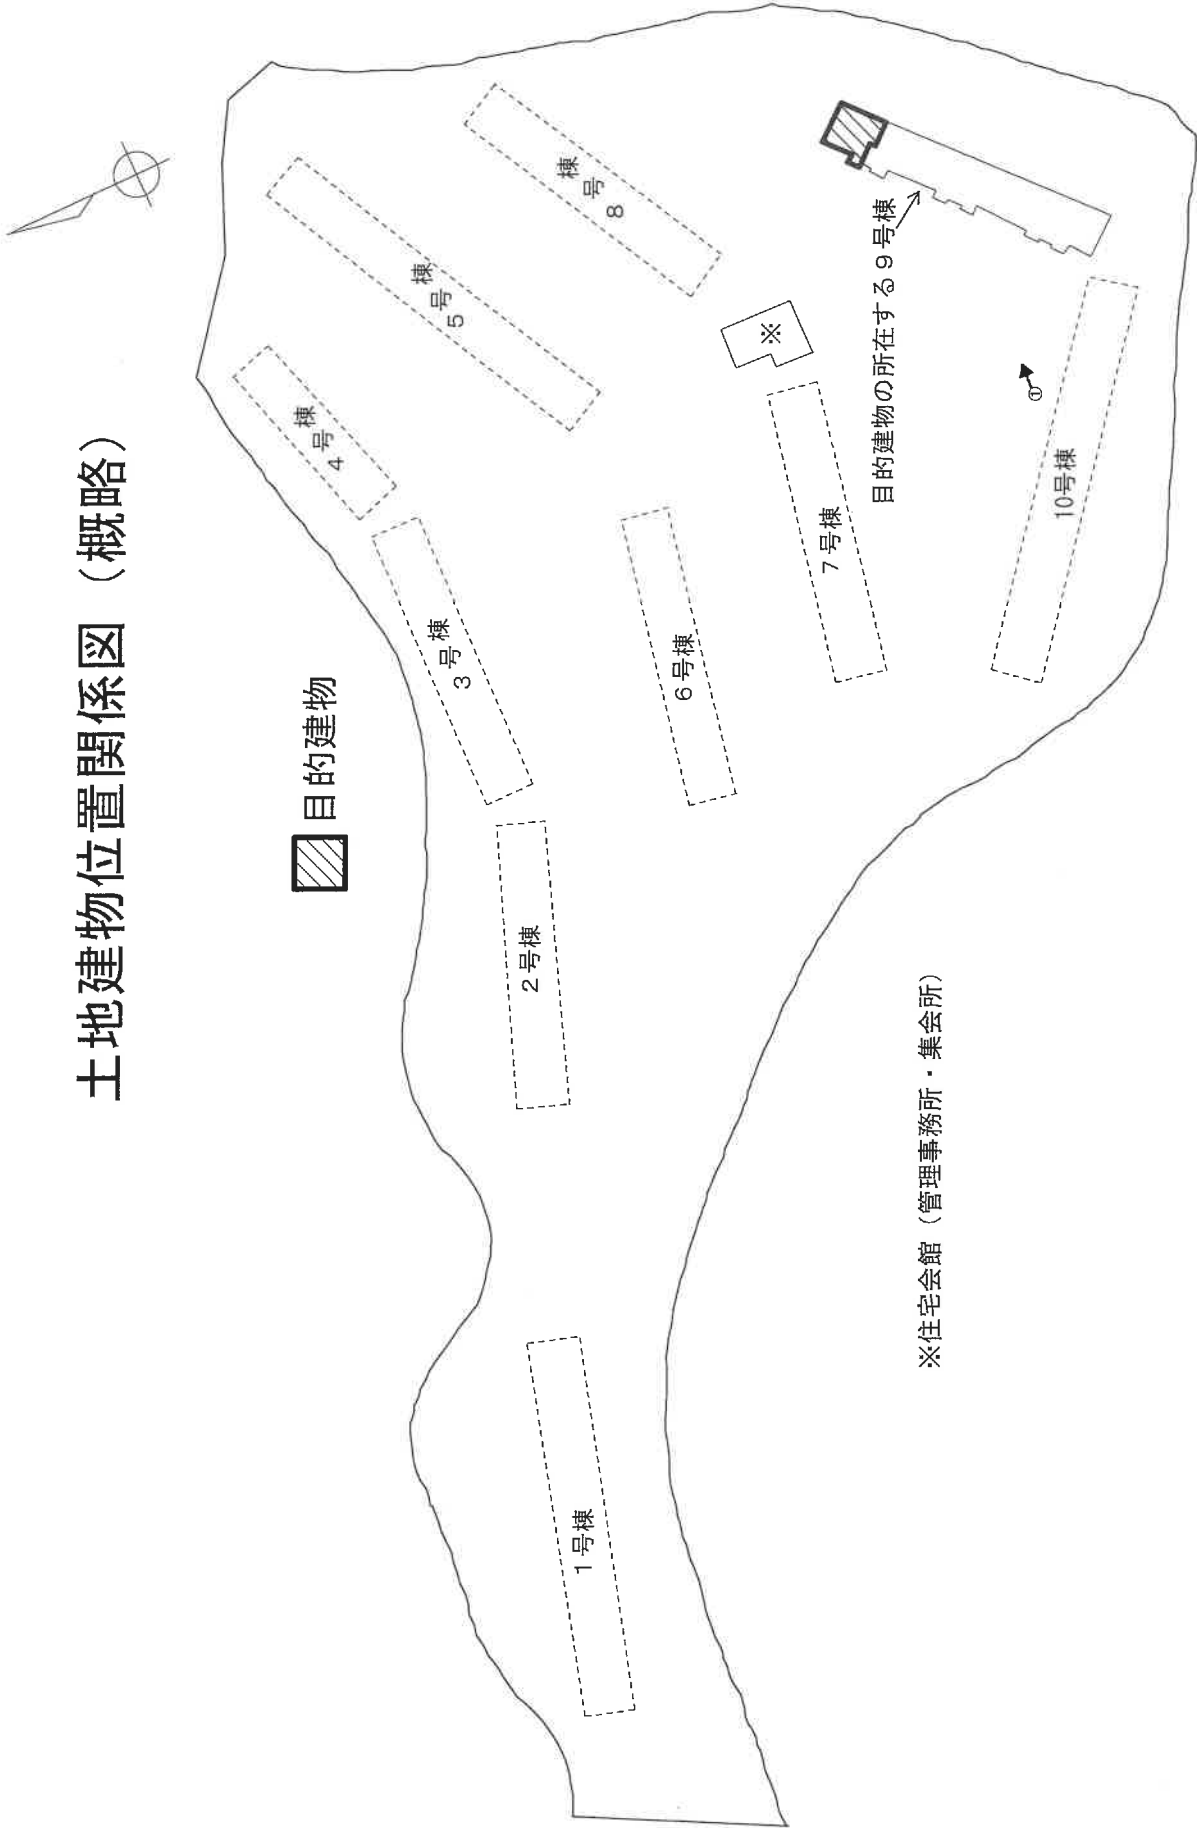 土地建物位置関係図（概略）
目的建物
1号棟
2号棟
3号棟
4号棟
5号棟
6号棟
7号棟
8号棟
※
目的建物の所在する9号棟
10号棟
①
※住宅会館（管理事務所・集会所）